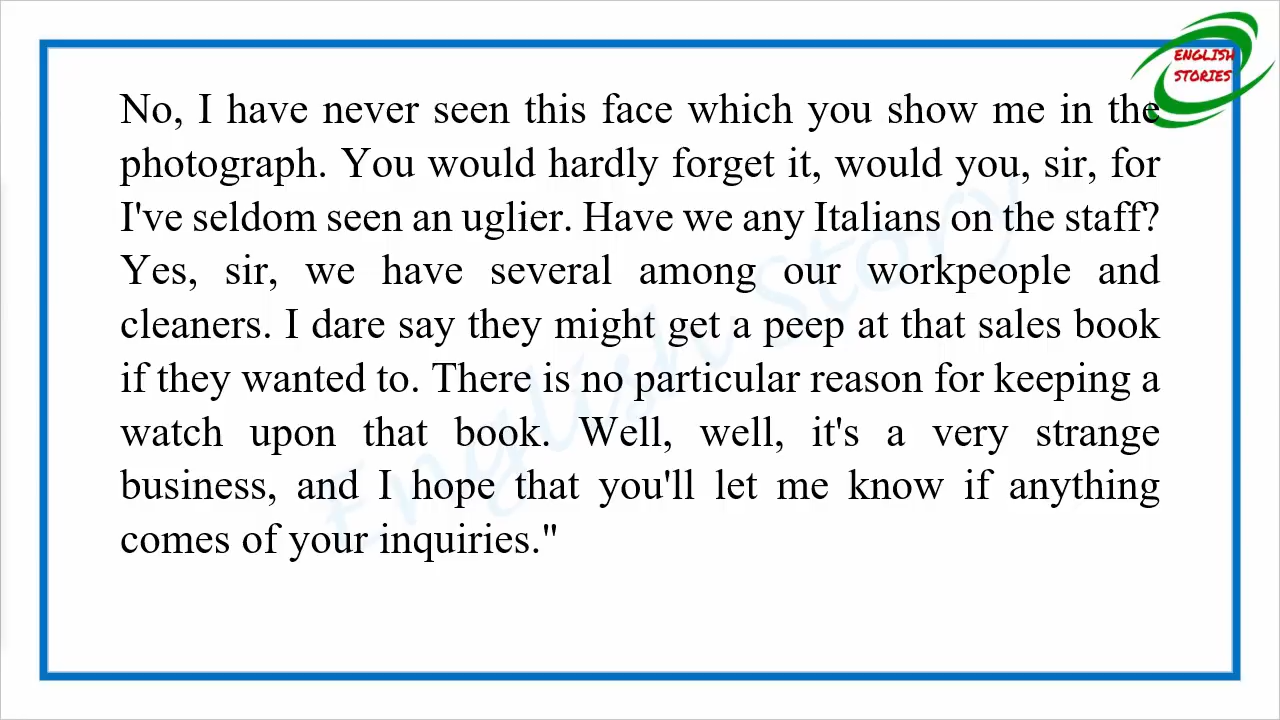 ENGLISH
STORIES
No, I have never seen this face which you show me in the
photograph. You would hardly forget it, would you, sir, for
I've seldom seen an uglier. Have we any Italians on the staff?
Yes, sir, we have several among our workpeople and
cleaners. I dare say they might get a peep at that sales book
if they wanted to. There is no particular reason for keeping a
watch upon that book. Well, well, it's a very strange
business, and I hope that you'll let me know if anything
comes of your inquiries."
English Story